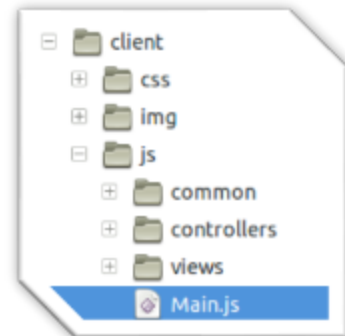 client
css
img
js
common
controllers
views
Main.js